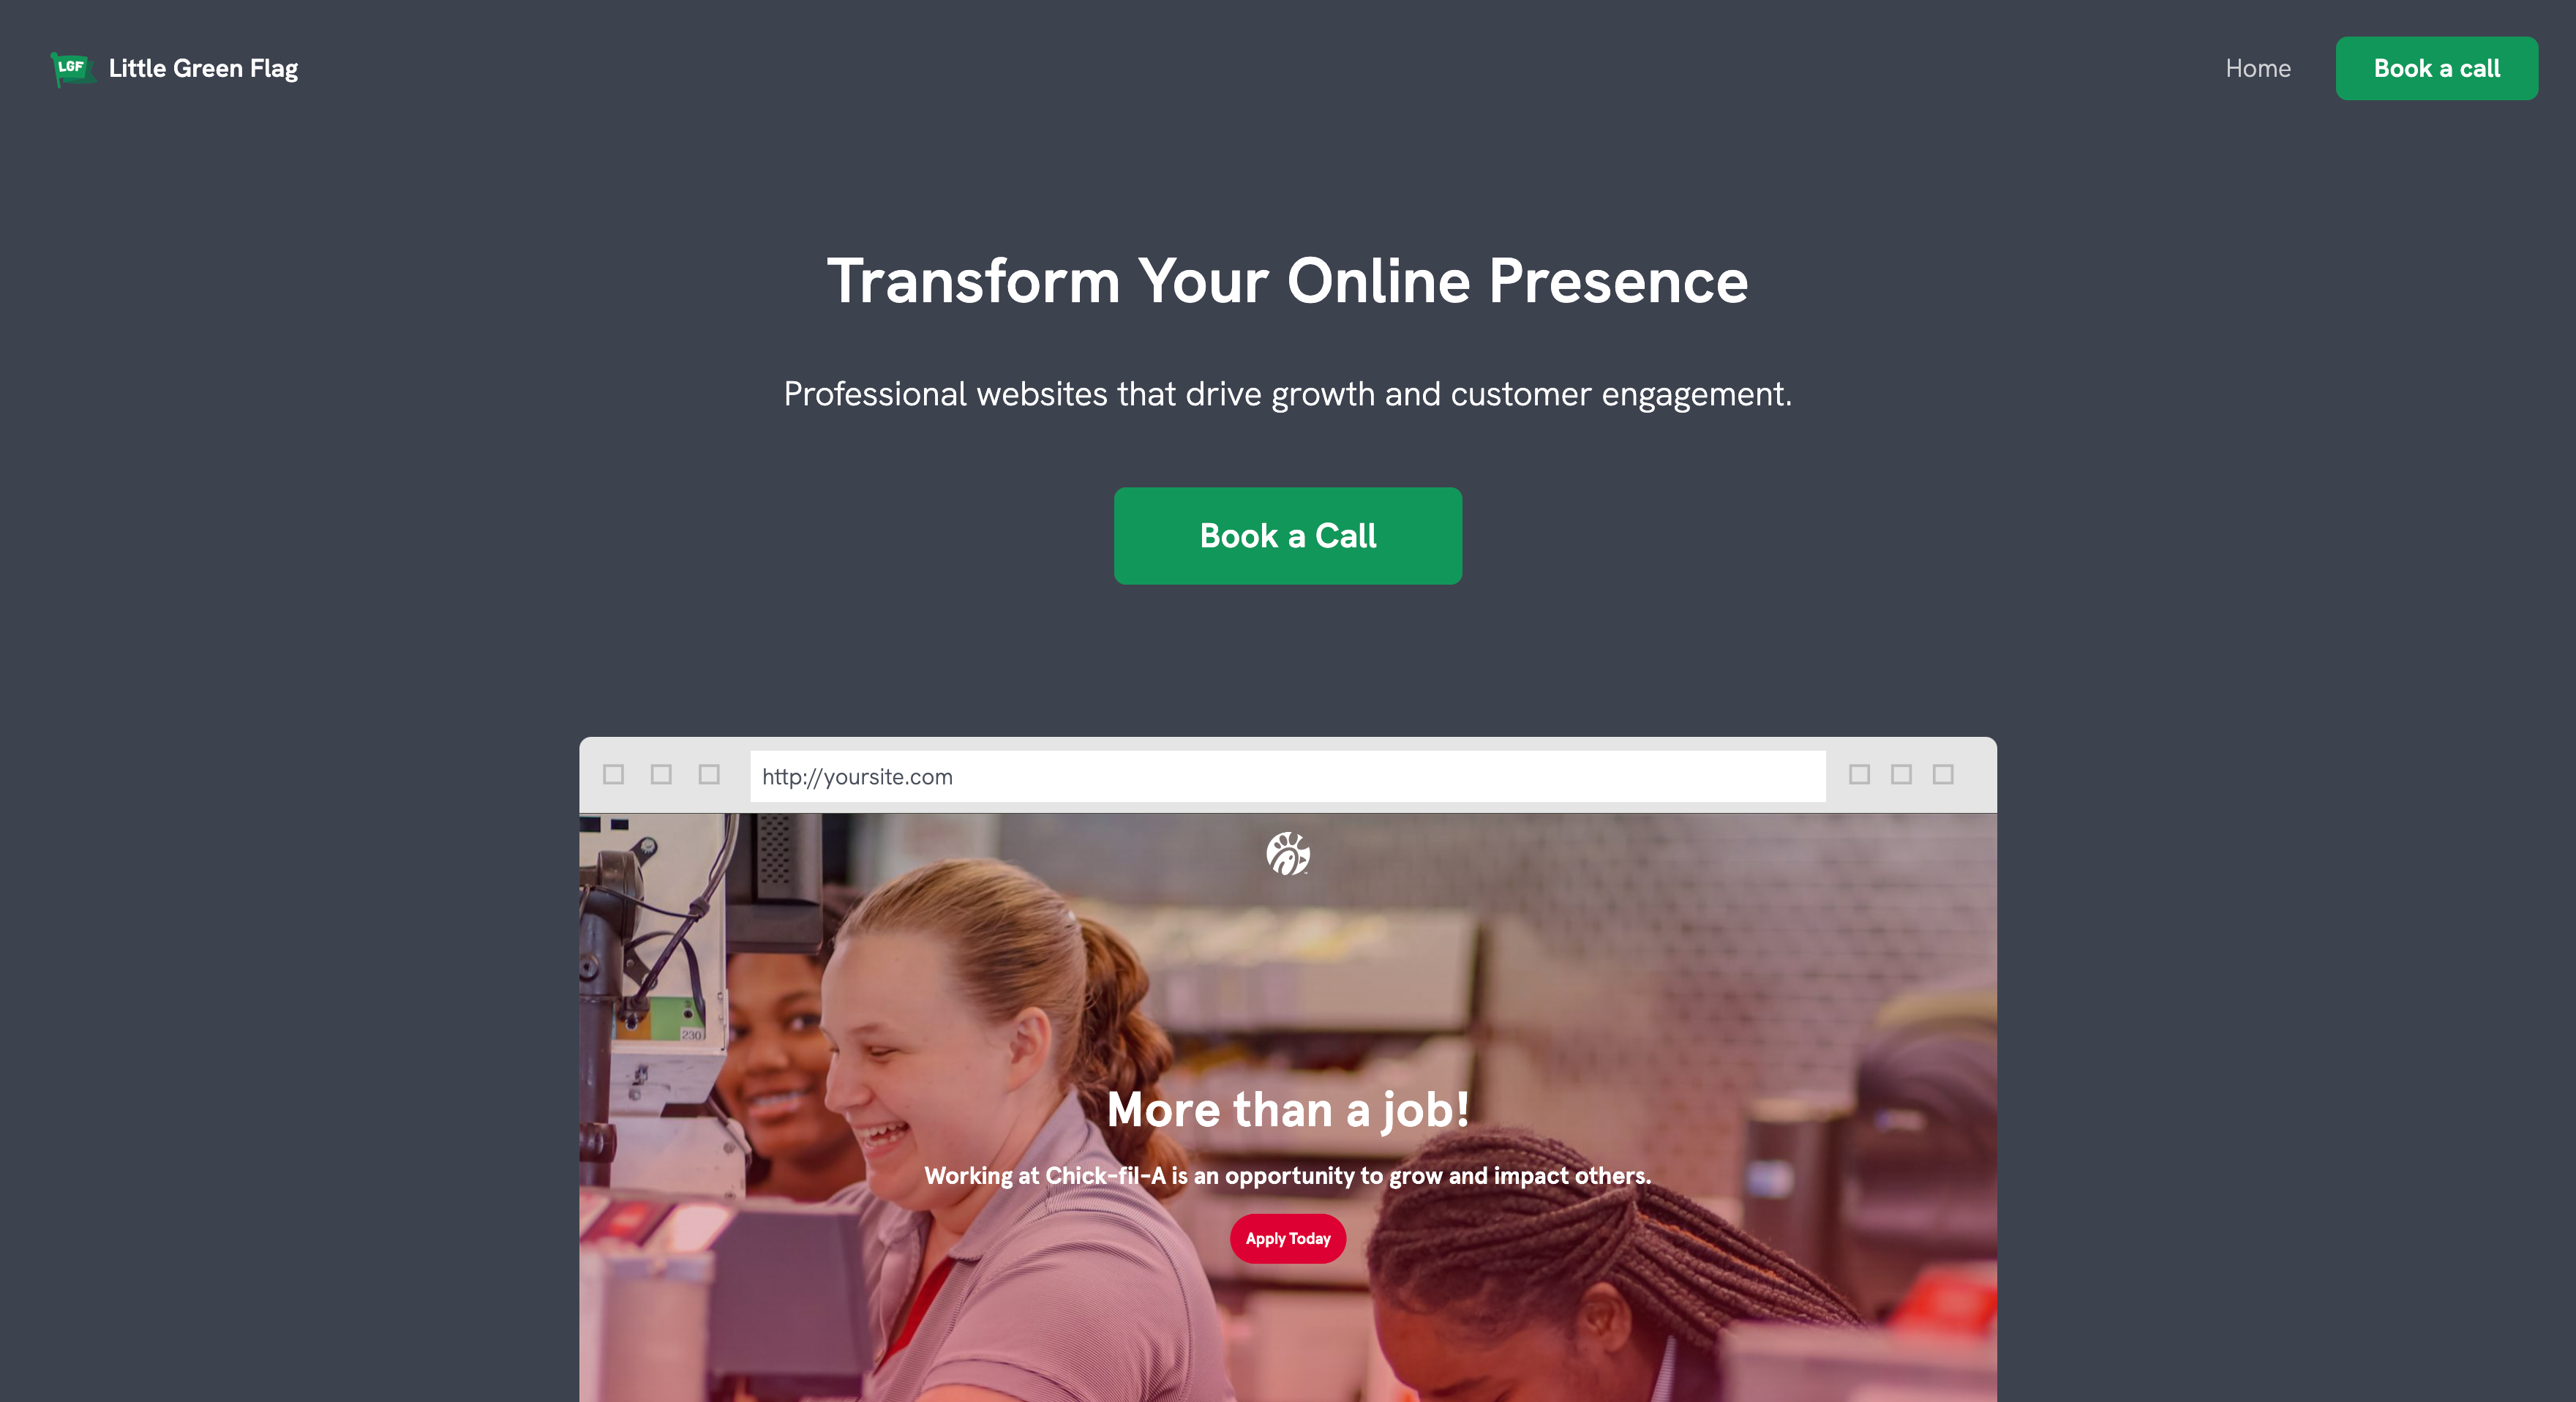 LGF
Little Green Flag
Home
Book a call
Transform Your Online Presence
Professional websites that drive growth and customer engagement.
Book a Call
http://yoursite.com
230
More than a job!
Working at Chick-fil-A is an opportunity to grow and impact others.
Apply Today